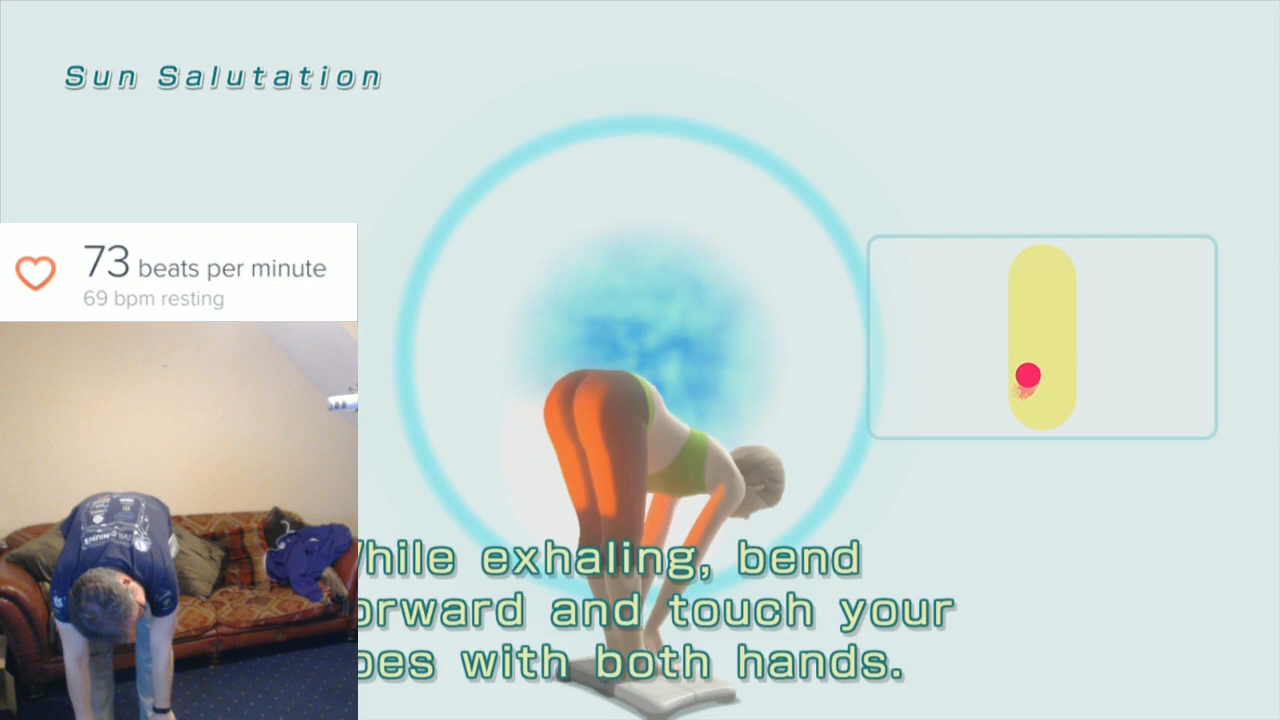 Sun Salutation
73 beats per minute
69 bpm resting
hile exhaling, bend
orward and touch your
oes with both hands.